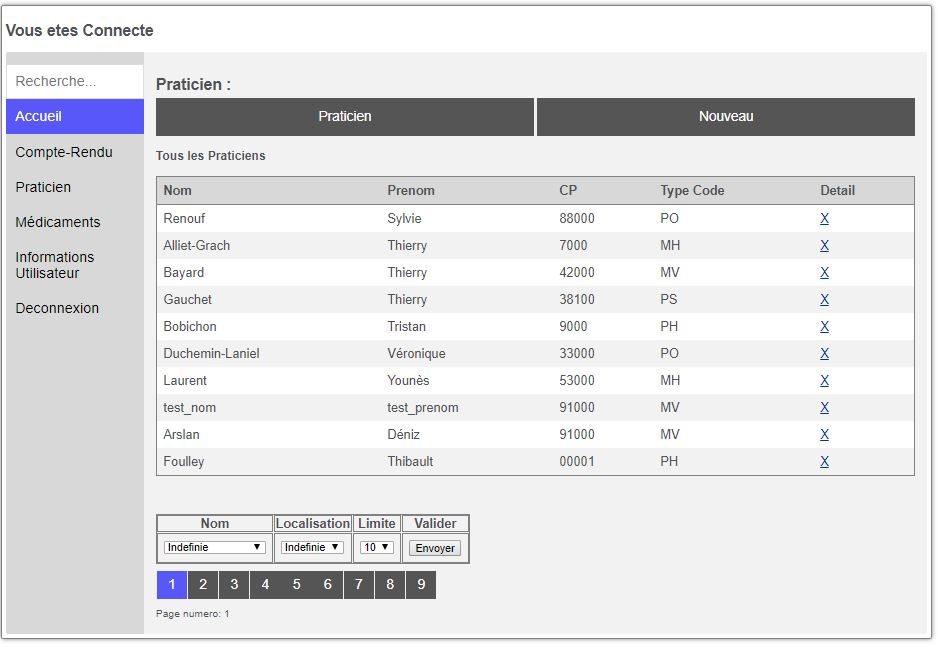 Vous etes Connecte
Recherche...
Accueil
Compte-Rendu
Praticien
Médicaments
Informations
Utilisateur
Deconnexion
Praticien :
Praticien Nouveau
Tous les Praticiens
Nom Prenom CP Type Code Detail
Renouf Sylvie 88000 PO X
Alliet-Grach Thierry 7000 MH X
Bayard Thierry 42000 MV X
Gauchet Thierry 38100 PS X
Bobichon Tristan 9000 PH X
Duchemin-Laniel Véronique 33000 PO X
Laurent Younès 53000 MH X
test_nom test_prenom 91000 MV X
Arslan Déniz 91000 MV X
Foulley Thibault 00001 PH X
Nom Localisation Limite Valider
Indefinie Indefinie 10 Envoyer
1 2 3 4 5 6 7 8 9
Page numero: 1